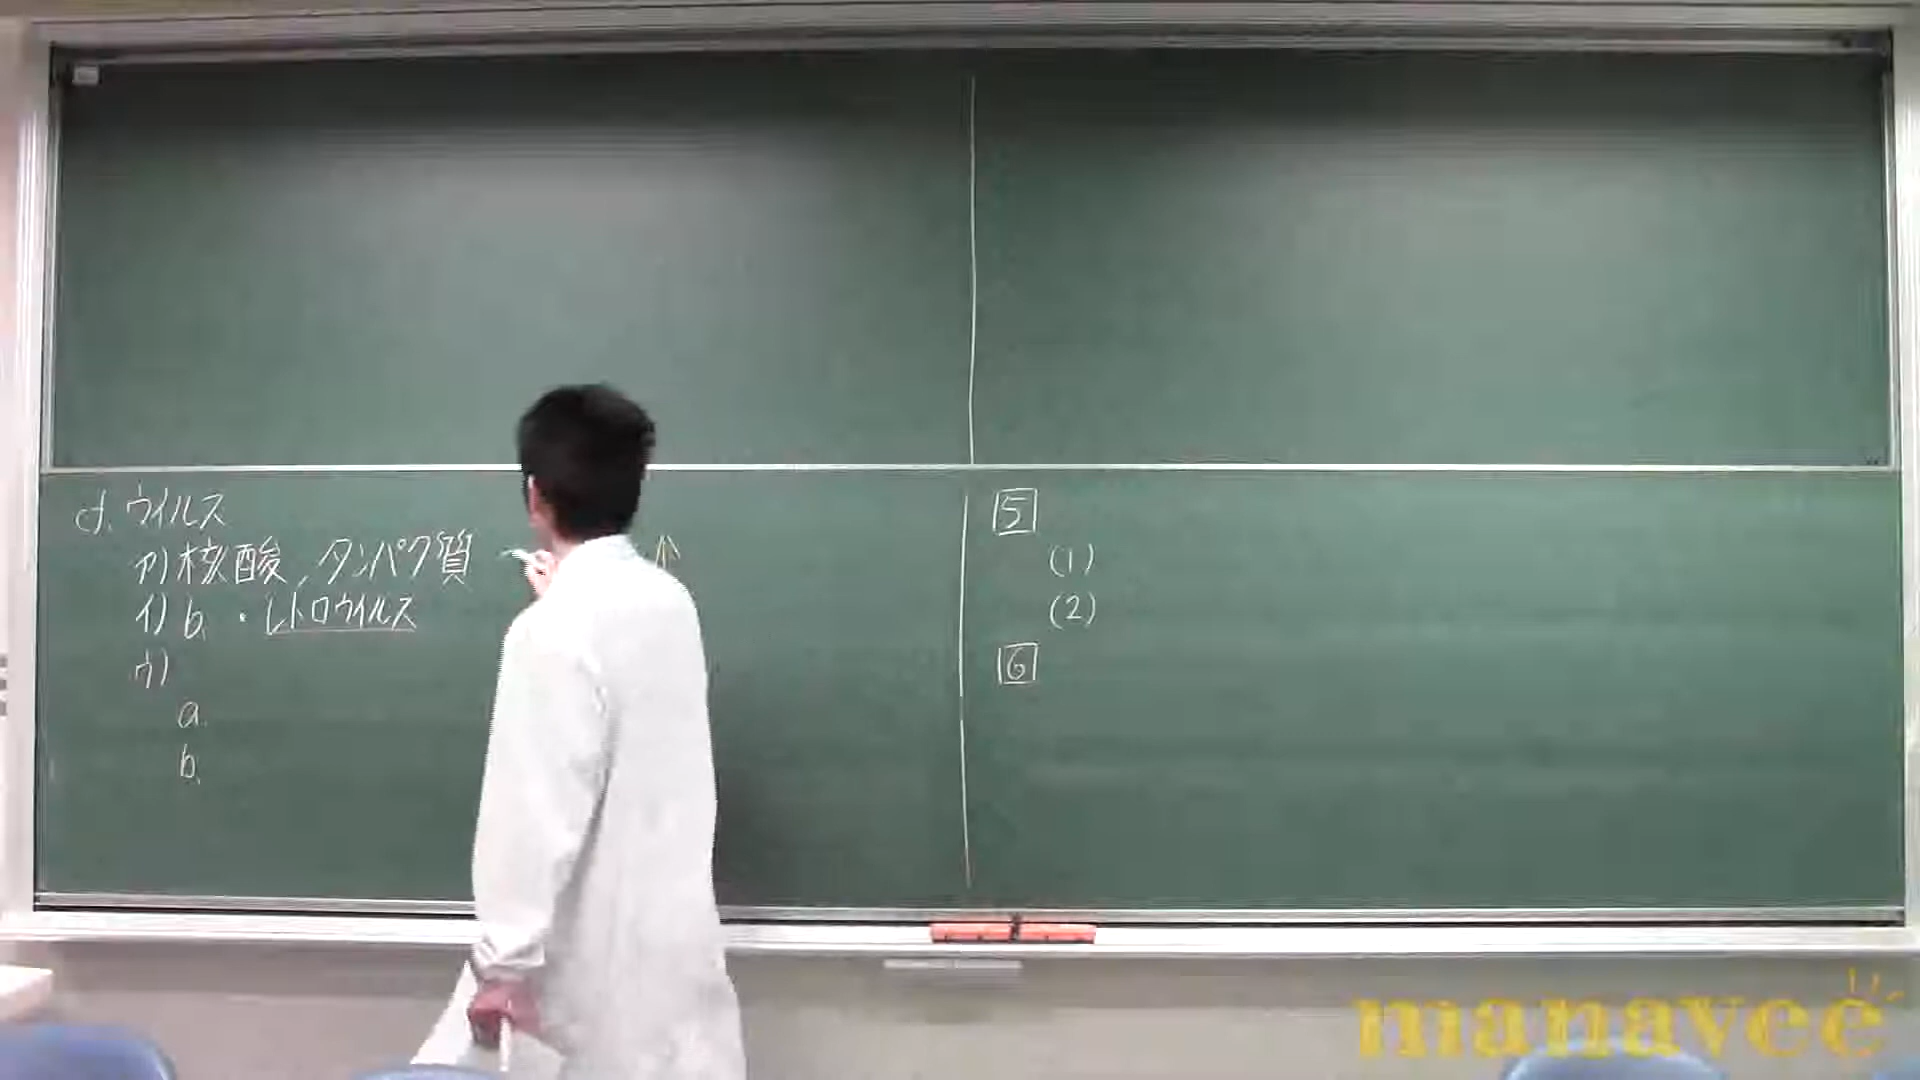 d. ウイルス
ア) 核酸, タンパク質
イ) b. ・レトロウイルス
ウ)
a.
b.
5
(1)
(2)
6
manavee